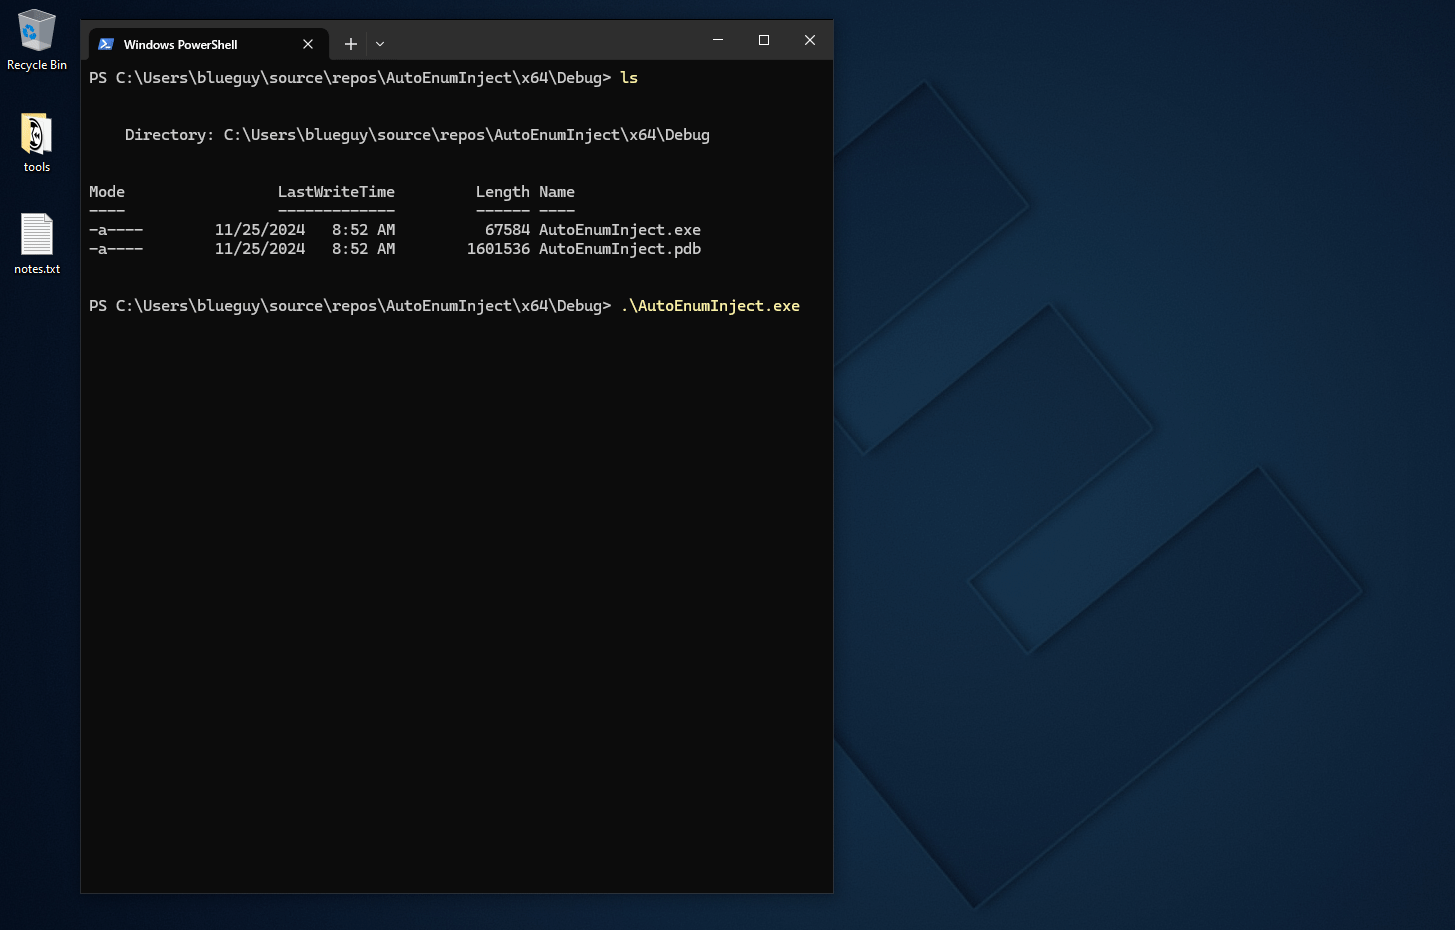 Recycle Bin
tools
notes.txt
Windows PowerShell
PS C:\Users\blueguy\source\repos\AutoEnumInject\x64\Debug> ls
Directory: C:\Users\blueguy\source\repos\AutoEnumInject\x64\Debug
Mode LastWriteTime Length Name
---- ------------- ------ ----
-a---- 11/25/2024 8:52 AM 67584 AutoEnumInject.exe
-a---- 11/25/2024 8:52 AM 1601536 AutoEnumInject.pdb
PS C:\Users\blueguy\source\repos\AutoEnumInject\x64\Debug> .\AutoEnumInject.exe